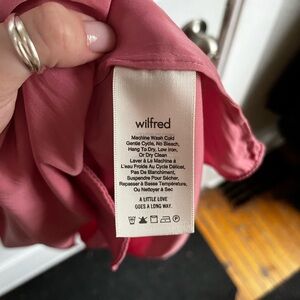 wilfred
Machine Wash Cold
Gentle Cycle, No Bleach,
Hang To Dry, Low Iron,
Or Dry Clean
Laver À La Machine À
L'eau Froide Au Cycle Délicat,
Pas De Blanchiment,
Suspendre Pour Sécher,
Repasser à Basse Température,
Ou Nettoyer à Sec
A LITTLE LOVE
GOES A LONG WAY.